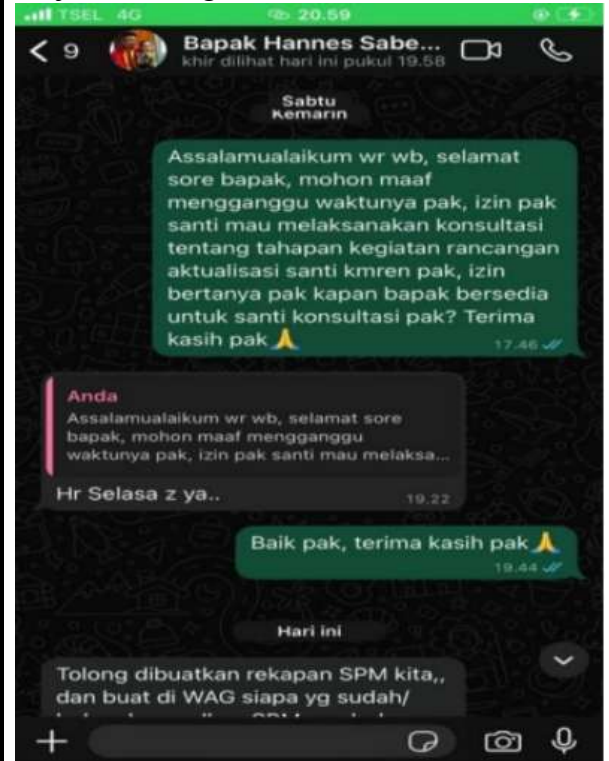 TSEL 4G 20.59
9 Bapak Hannes Sabe...
khir dilihat hari ini pukul 19.58
Sabtu
Kemarin
Assalamualaikum wr wb, selamat
sore bapak, mohon maaf
mengganggu waktunya pak, izin pak
santi mau melaksanakan konsultasi
tentang tahapan kegiatan rancangan
aktualisasi santi kmren pak, izin
bertanya pak kapan bapak bersedia
untuk santi konsultasi pak? Terima
kasih pak🙏
17.46
Anda
Assalamualaikum wr wb, selamat sore
bapak, mohon maaf mengganggu
waktunya pak, izin pak santi mau melaksa...
Hr Selasa z ya..
19.22
Baik pak, terima kasih pak🙏
19.44
Hari ini
Tolong dibuatkan rekapan SPM kita,,
dan buat di WAG siapa yg sudah/